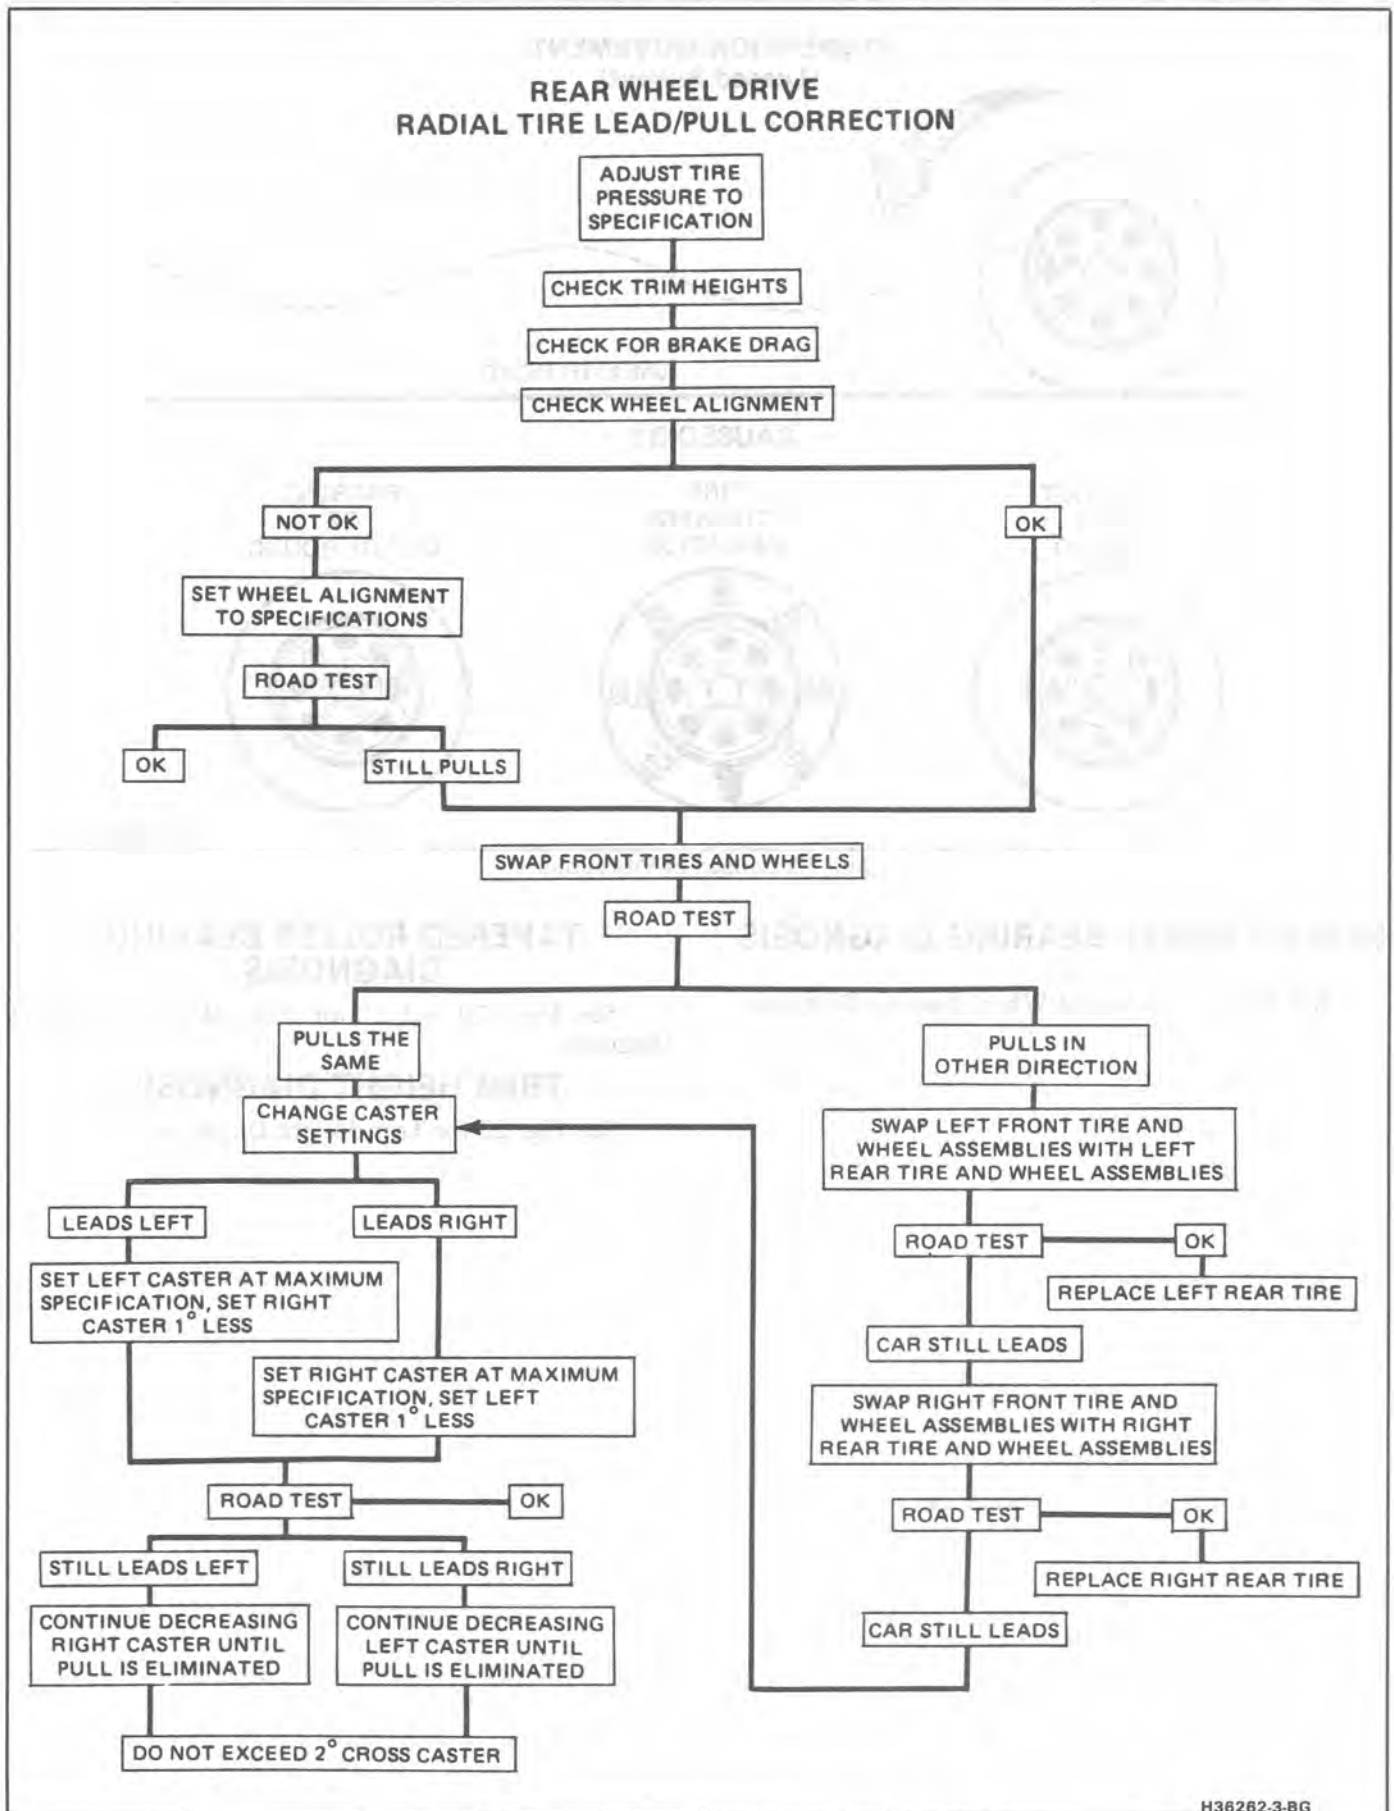 REAR WHEEL DRIVE
RADIAL TIRE LEAD/PULL CORRECTION
ADJUST TIRE
PRESSURE TO
SPECIFICATION
CHECK TRIM HEIGHTS
CHECK FOR BRAKE DRAG
CHECK WHEEL ALIGNMENT
NOT OK
OK
SET WHEEL ALIGNMENT
TO SPECIFICATIONS
ROAD TEST
OK
STILL PULLS
SWAP FRONT TIRES AND WHEELS
ROAD TEST
PULLS THE
SAME
CHANGE CASTER
SETTINGS
LEADS LEFT
LEADS RIGHT
SET LEFT CASTER AT MAXIMUM
SPECIFICATION, SET RIGHT
CASTER 1° LESS
SET RIGHT CASTER AT MAXIMUM
SPECIFICATION, SET LEFT
CASTER 1° LESS
ROAD TEST
OK
STILL LEADS LEFT
STILL LEADS RIGHT
CONTINUE DECREASING
RIGHT CASTER UNTIL
PULL IS ELIMINATED
CONTINUE DECREASING
LEFT CASTER UNTIL
PULL IS ELIMINATED
DO NOT EXCEED 2° CROSS CASTER
PULLS IN
OTHER DIRECTION
SWAP LEFT FRONT TIRE AND
WHEEL ASSEMBLIES WITH LEFT
REAR TIRE AND WHEEL ASSEMBLIES
ROAD TEST
OK
REPLACE LEFT REAR TIRE
CAR STILL LEADS
SWAP RIGHT FRONT TIRE AND
WHEEL ASSEMBLIES WITH RIGHT
REAR TIRE AND WHEEL ASSEMBLIES
ROAD TEST
OK
REPLACE RIGHT REAR TIRE
CAR STILL LEADS
H36262-3-BG